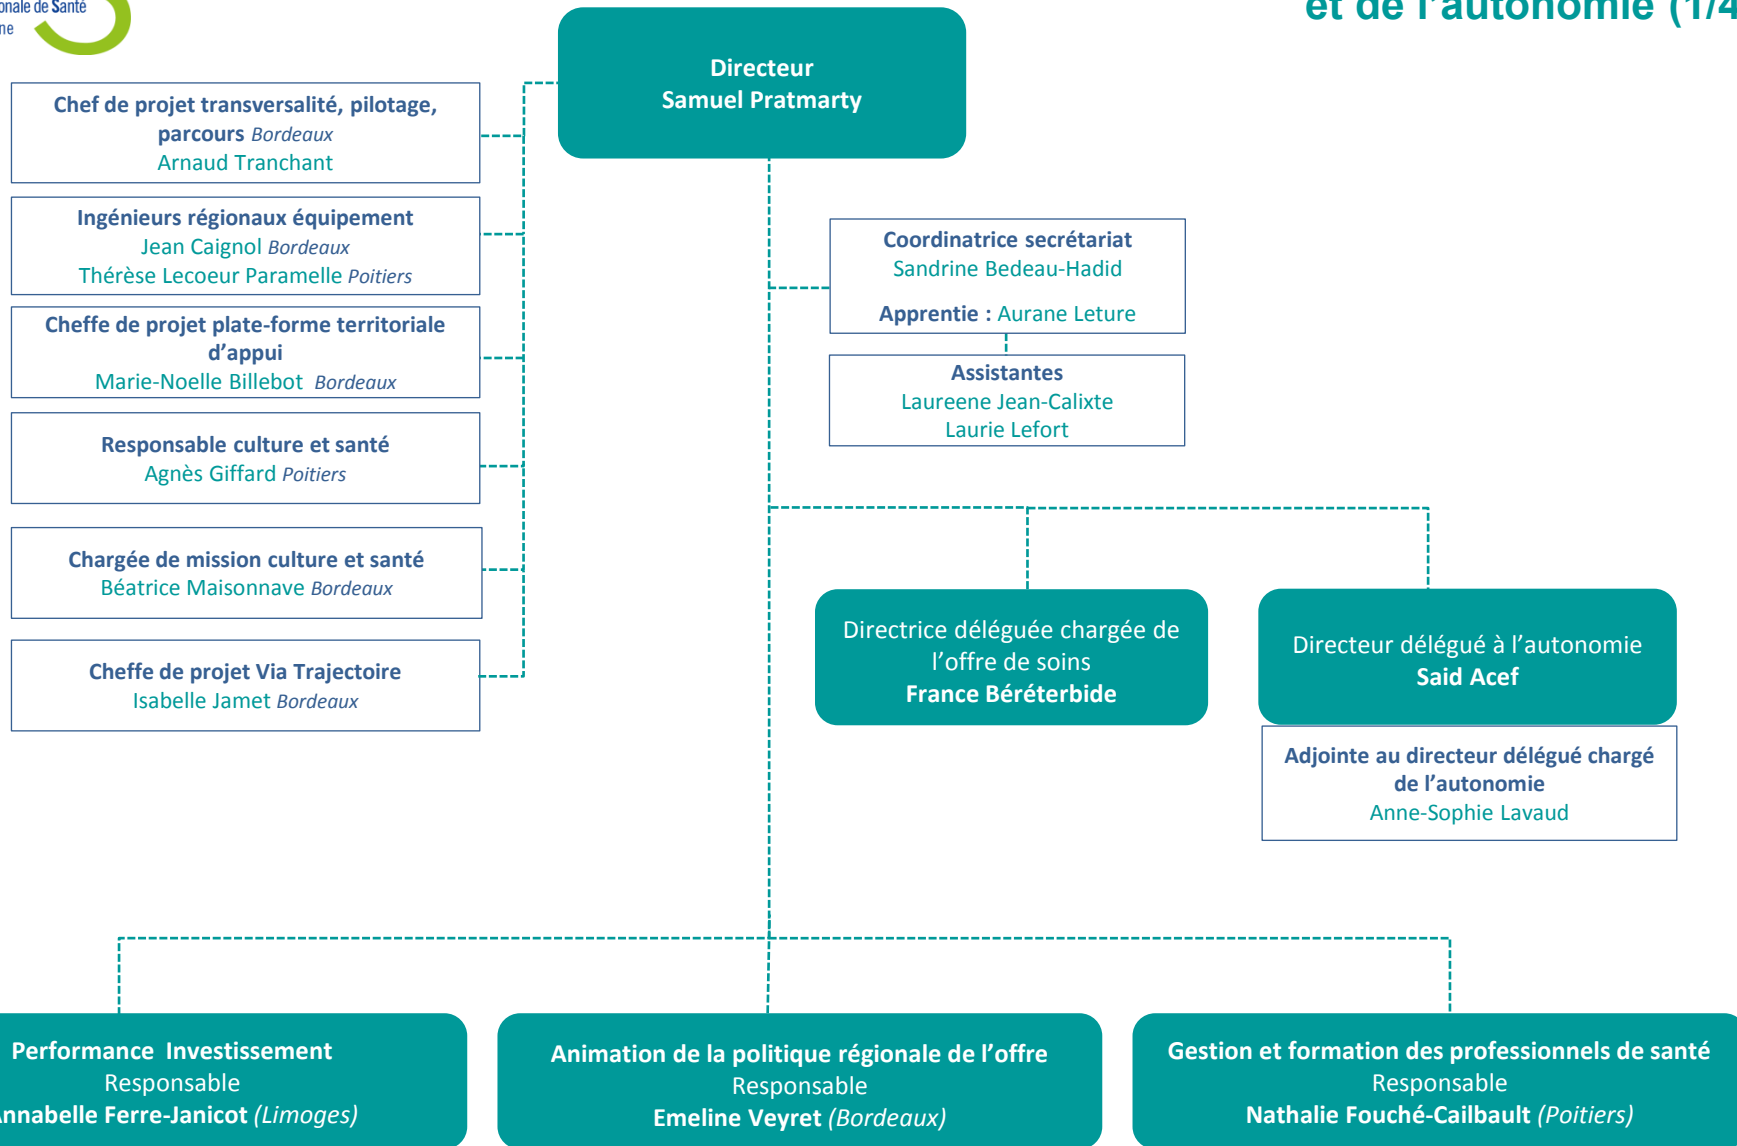 onale de Santé
ne
et de l’autonomie (1/4
Directeur
Samuel Pratmarty
Chef de projet transversalité, pilotage,
parcours Bordeaux
Arnaud Tranchant
Ingénieurs régionaux équipement
Jean Caignol Bordeaux
Thérèse Lecoeur Paramelle Poitiers
Cheffe de projet plate-forme territoriale
d’appui
Marie-Noelle Billebot Bordeaux
Responsable culture et santé
Agnès Giffard Poitiers
Chargée de mission culture et santé
Béatrice Maisonnave Bordeaux
Cheffe de projet Via Trajectoire
Isabelle Jamet Bordeaux
Coordinatrice secrétariat
Sandrine Bedeau-Hadid
Apprentie : Aurane Leture
Assistantes
Laureene Jean-Calixte
Laurie Lefort
Directrice déléguée chargée de
l’offre de soins
France Béréterbide
Directeur délégué à l’autonomie
Said Acef
Adjointe au directeur délégué chargé
de l’autonomie
Anne-Sophie Lavaud
Performance Investissement
Responsable
Annabelle Ferre-Janicot (Limoges)
Animation de la politique régionale de l’offre
Responsable
Emeline Veyret (Bordeaux)
Gestion et formation des professionnels de santé
Responsable
Nathalie Fouché-Cailbault (Poitiers)